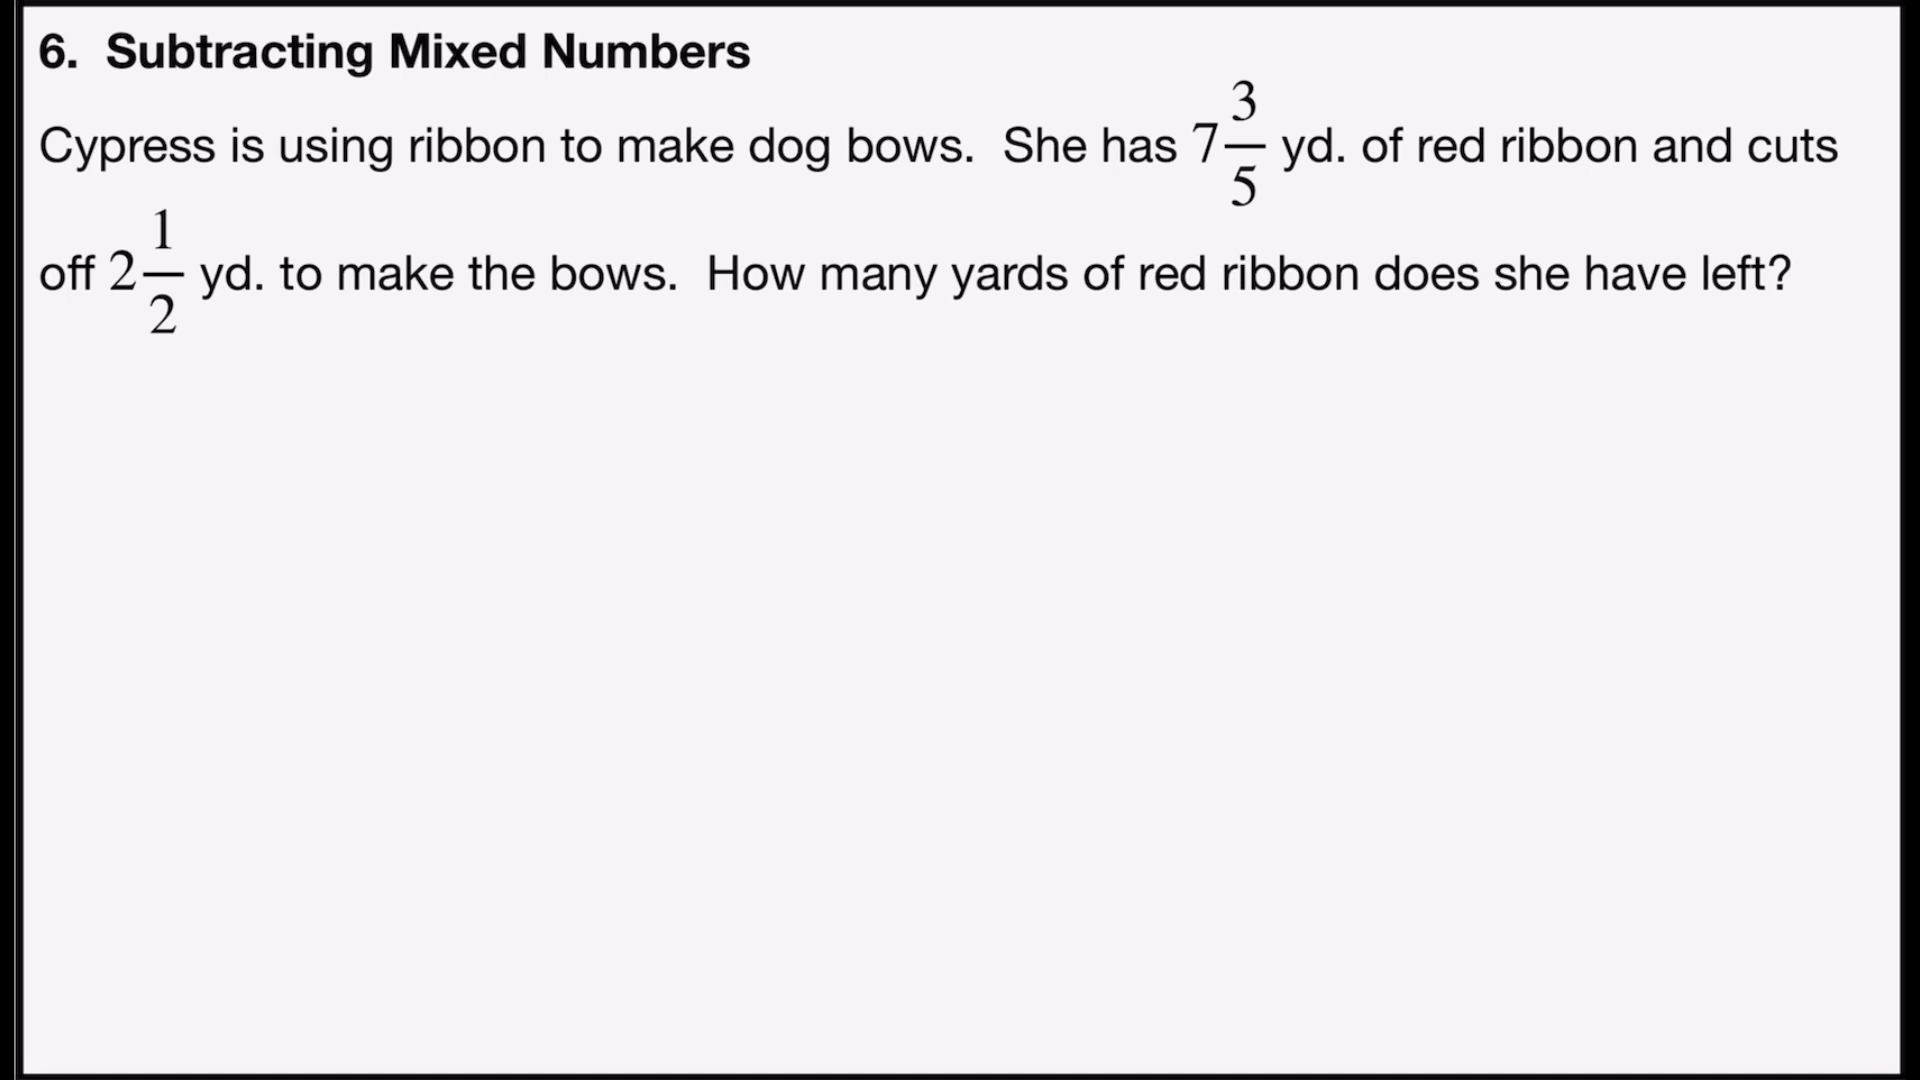 6. Subtracting Mixed Numbers
Cypress is using ribbon to make dog bows. She has 7 3/5 yd. of red ribbon and cuts
off 2 1/2 yd. to make the bows. How many yards of red ribbon does she have left?